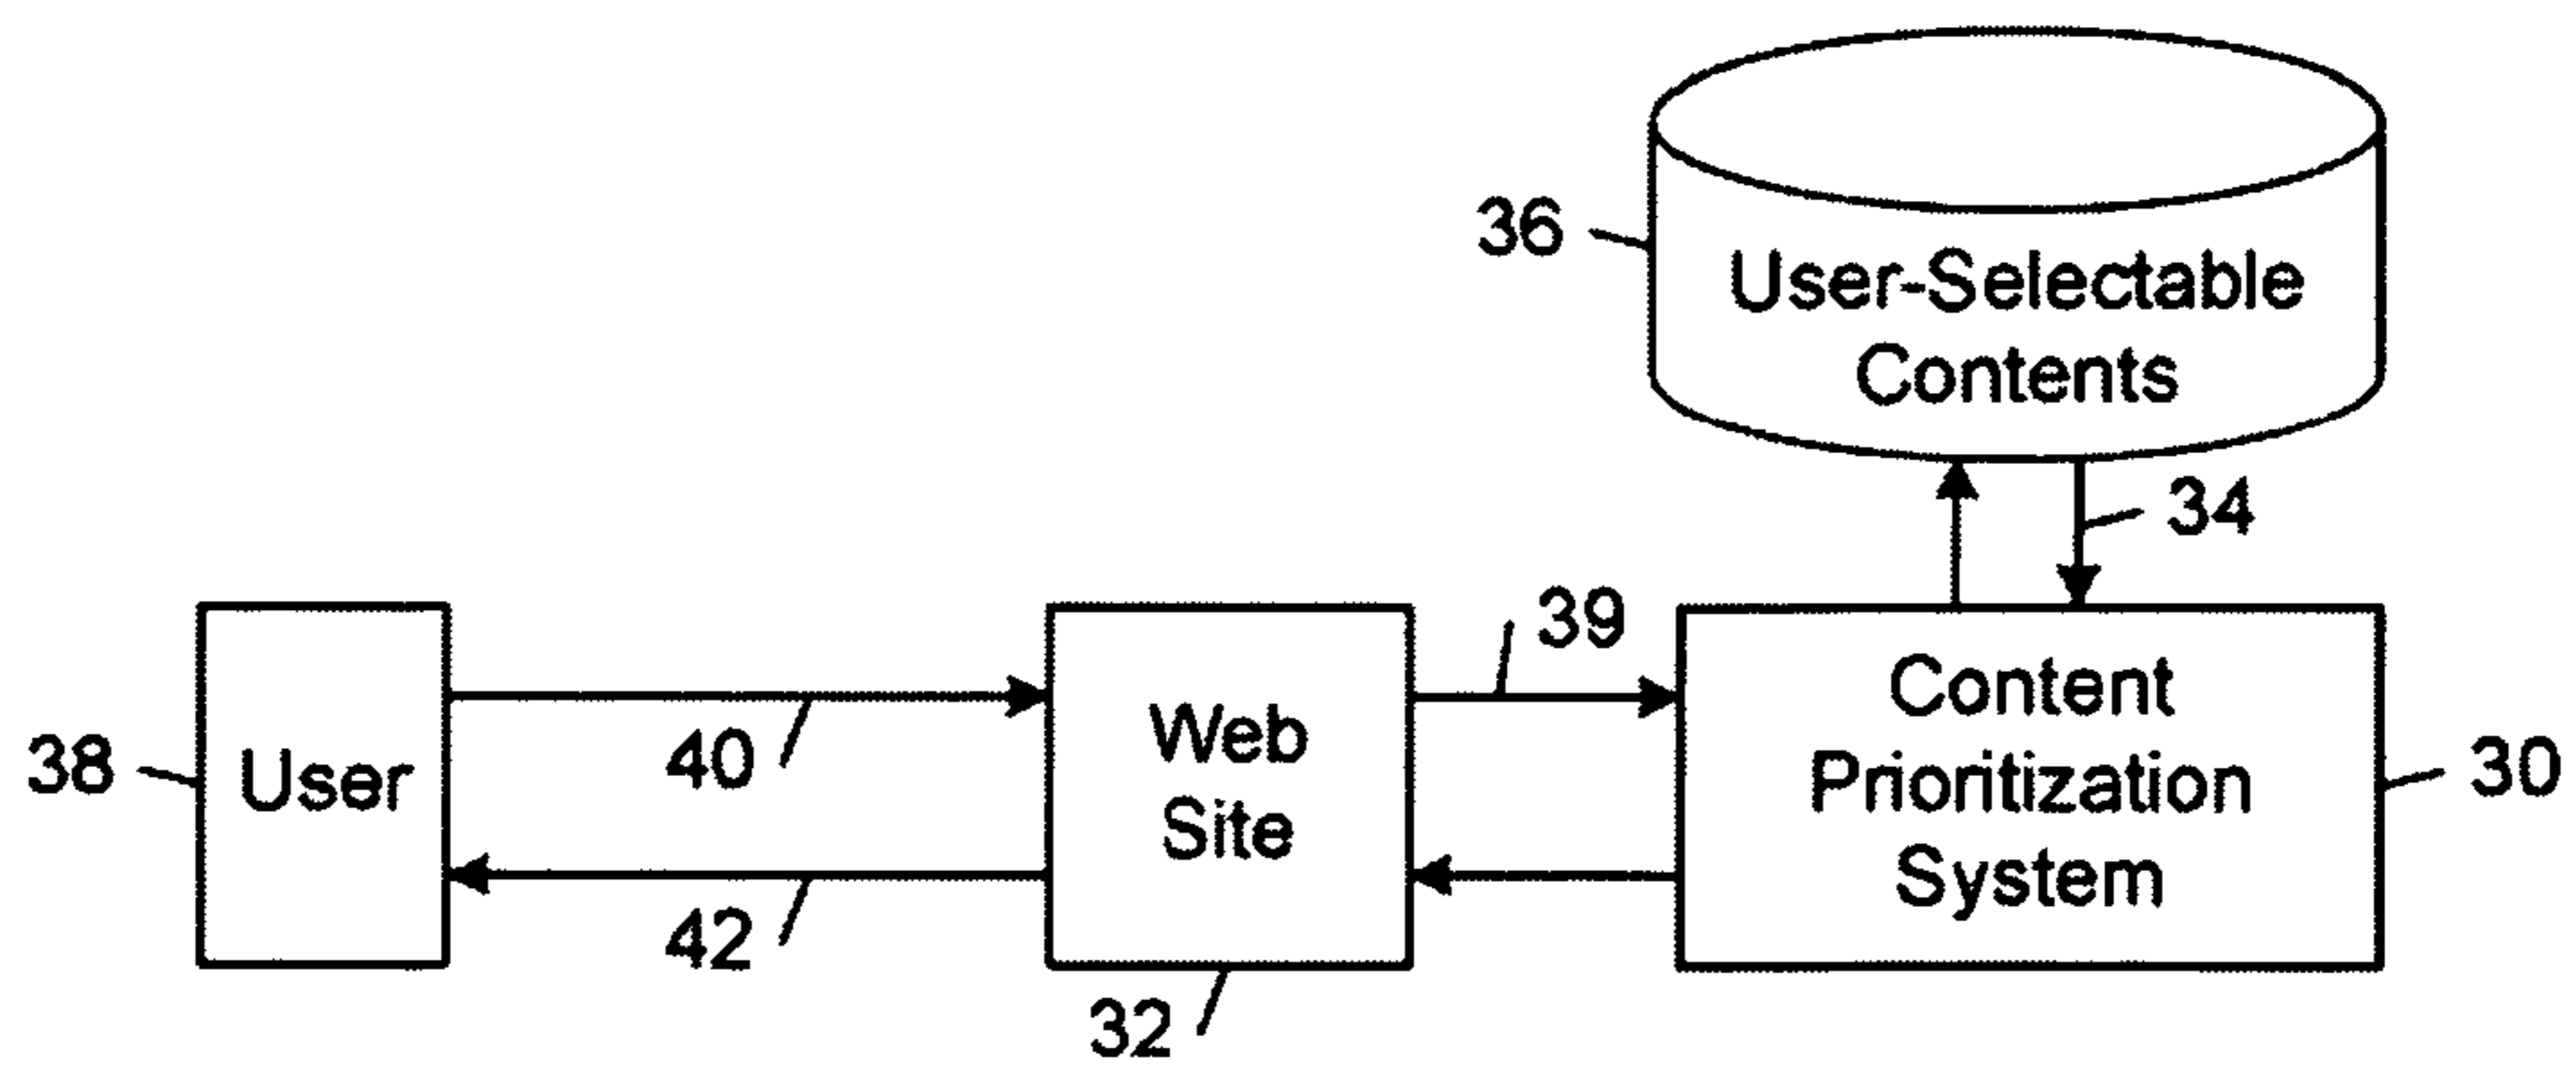 36
User-Selectable
Contents
34
39
38
User
40
42
Web
Site
32
Content
Prioritization
System
30